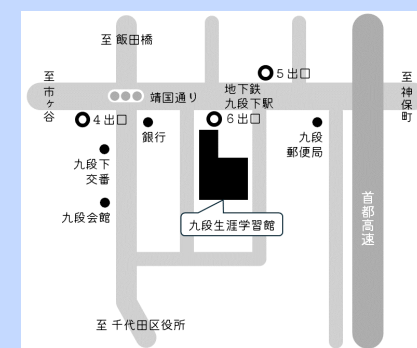 至 飯田橋
5出口
至市ヶ谷
靖国通り
地下鉄
九段下駅
至神保町
4出口
6出口
銀行
九段
郵便局
九段下
交番
首都高速
九段会館
九段生涯学習館
至 千代田区役所